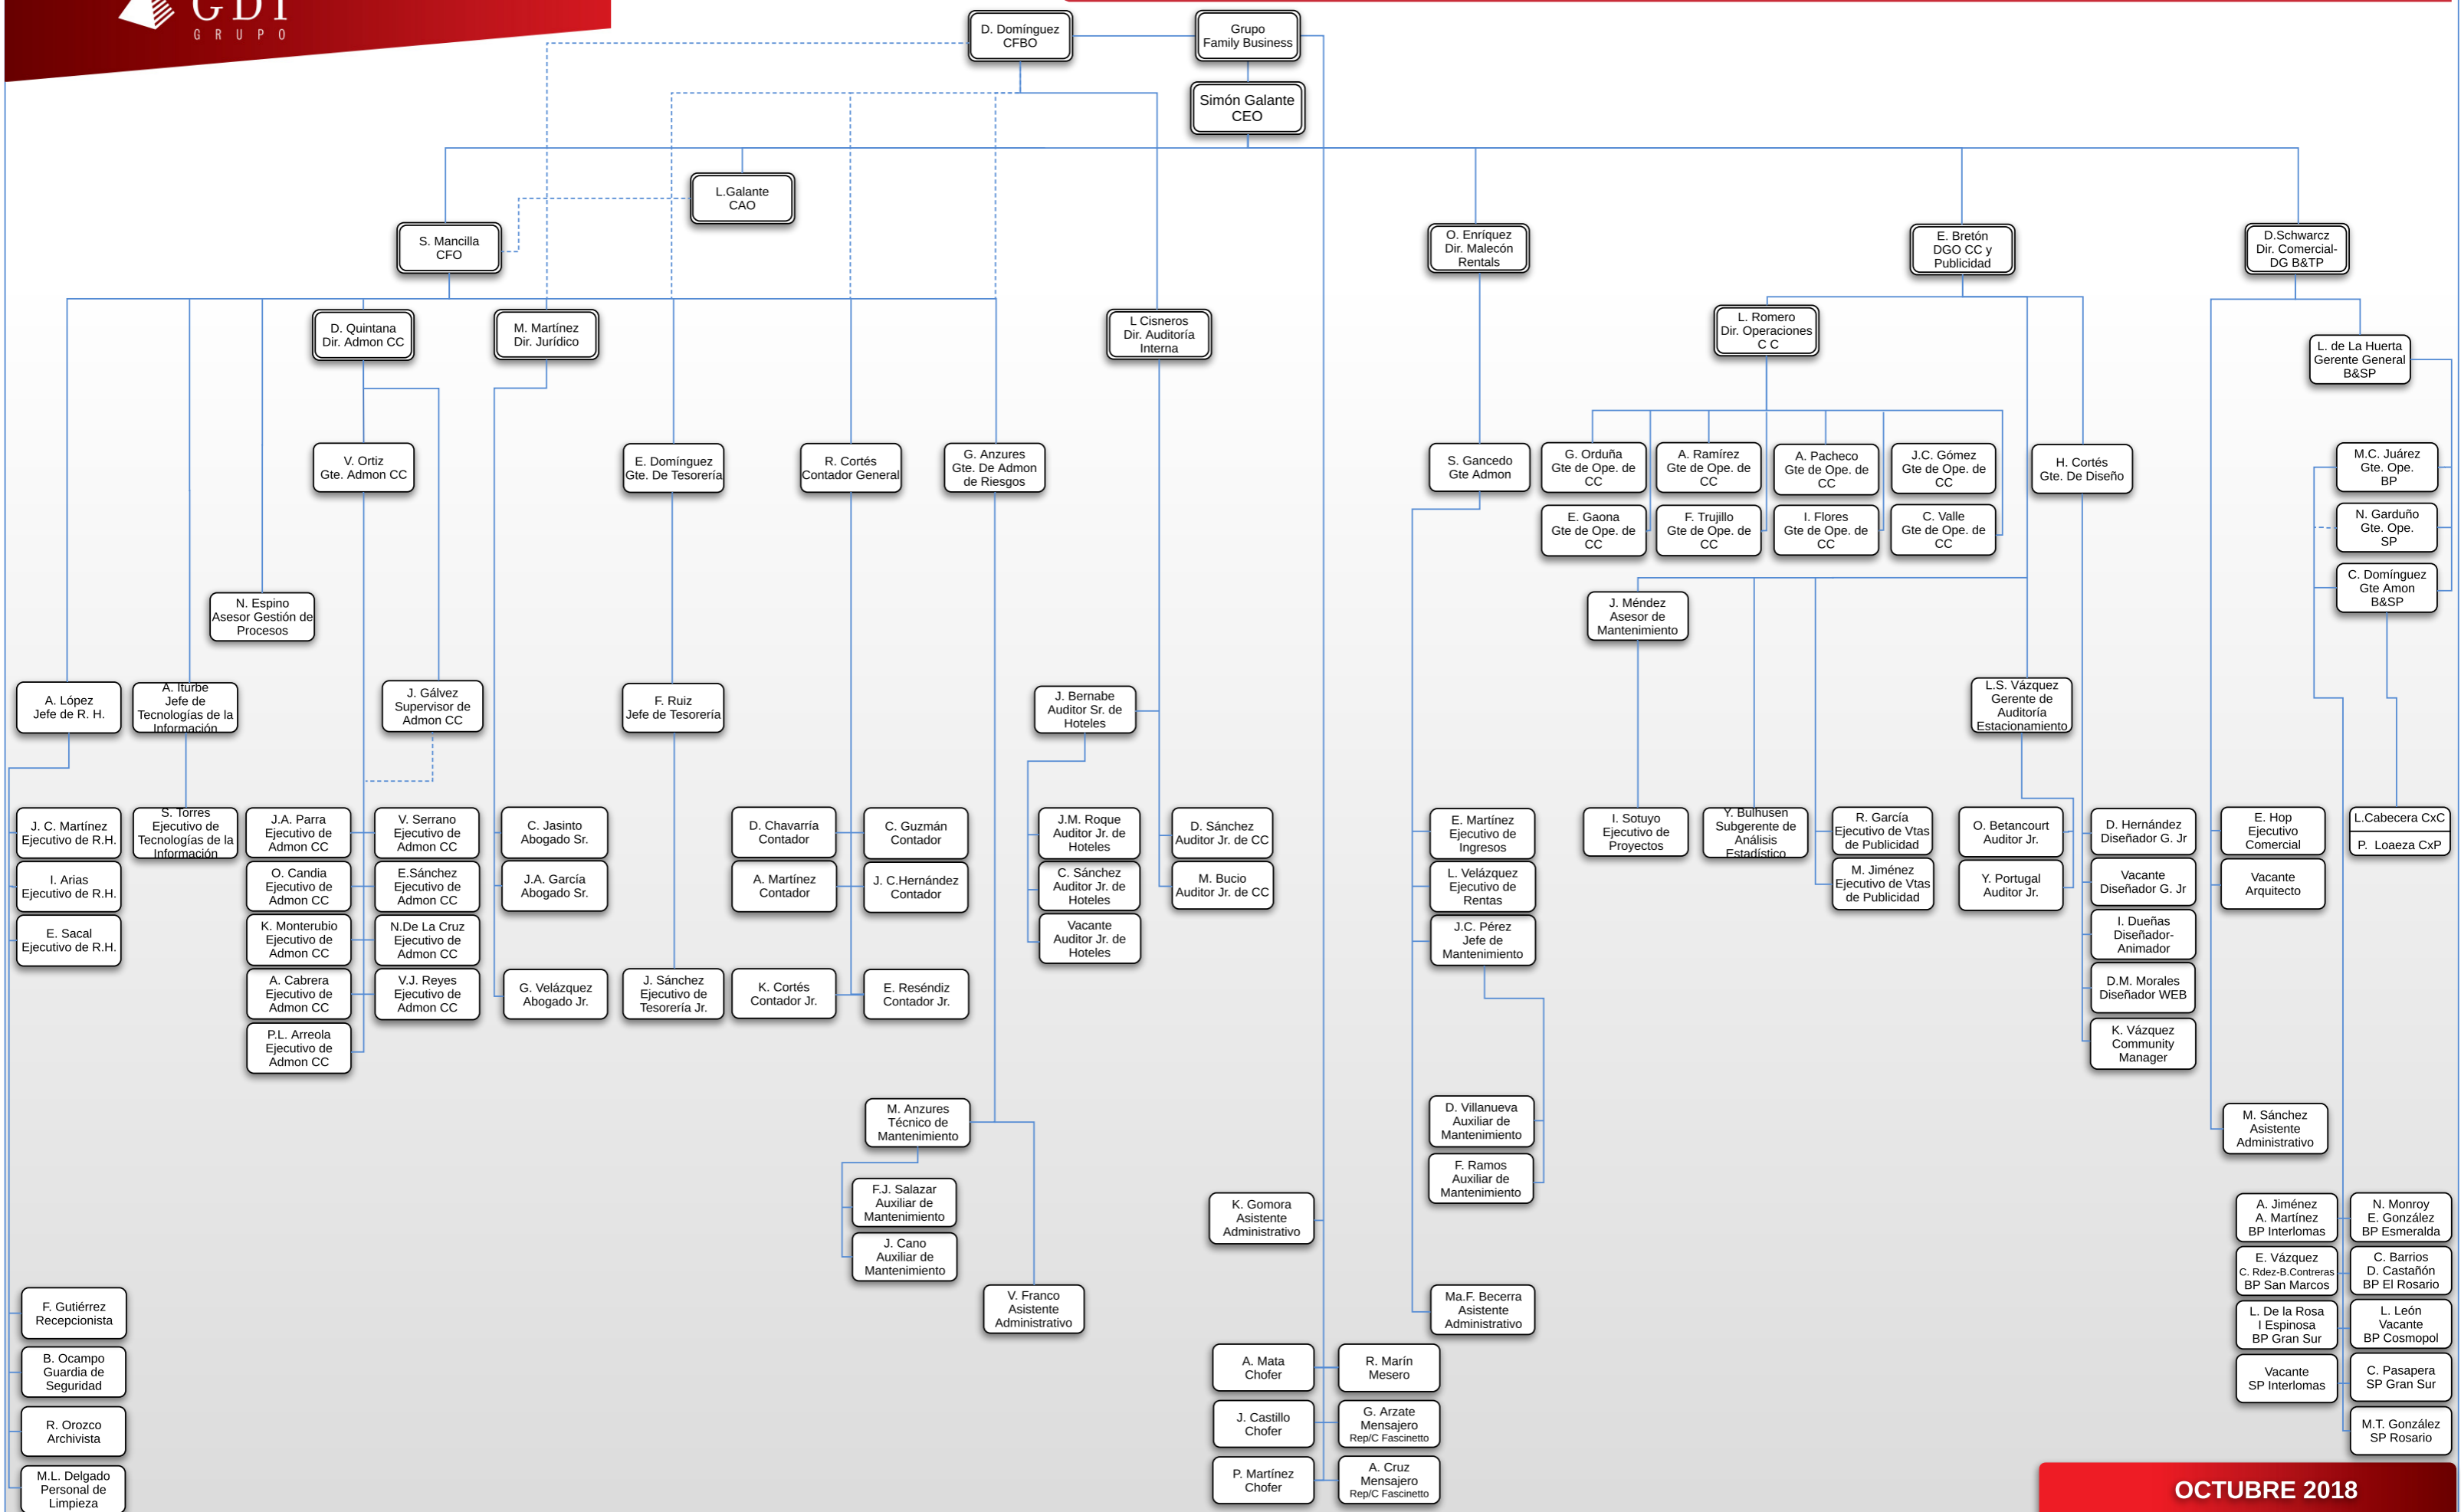 GDI
GRUPO
D. Domínguez
CFBO
Grupo
Family Business
Simón Galante
CEO
L.Galante
CAO
S. Mancilla
CFO
O. Enríquez
Dir. Malecón
Rentals
E. Bretón
DGO CC y
Publicidad
D.Schwarcz
Dir. Comercial-
DG B&TP
D. Quintana
Dir. Admon CC
M. Martínez
Dir. Jurídico
L Cisneros
Dir. Auditoría
Interna
L. Romero
Dir. Operaciones
C C
L. de La Huerta
Gerente General
B&SP
V. Ortiz
Gte. Admon CC
E. Domínguez
Gte. De Tesorería
R. Cortés
Contador General
G. Anzures
Gte. De Admon
de Riesgos
S. Gancedo
Gte Admon
G. Orduña
Gte de Ope. de
CC
A. Ramírez
Gte de Ope. de
CC
A. Pacheco
Gte de Ope. de
CC
J.C. Gómez
Gte de Ope. de
CC
H. Cortés
Gte. De Diseño
M.C. Juárez
Gte. Ope.
BP
E. Gaona
Gte de Ope. de
CC
F. Trujillo
Gte de Ope. de
CC
I. Flores
Gte de Ope. de
CC
C. Valle
Gte de Ope. de
CC
N. Garduño
Gte. Ope.
SP
C. Domínguez
Gte Amon
B&SP
N. Espino
Asesor Gestión de
Procesos
J. Méndez
Asesor de
Mantenimiento
A. López
Jefe de R. H.
A. Iturbe
Jefe de
Tecnologías de la
Información
J. Gálvez
Supervisor de
Admon CC
F. Ruiz
Jefe de Tesorería
J. Bernabe
Auditor Sr. de
Hoteles
L.S. Vázquez
Gerente de
Auditoría
Estacionamiento
J. C. Martínez
Ejecutivo de R.H.
S. Torres
Ejecutivo de
Tecnologías de la
Información
J.A. Parra
Ejecutivo de
Admon CC
V. Serrano
Ejecutivo de
Admon CC
C. Jasinto
Abogado Sr.
D. Chavarría
Contador
C. Guzmán
Contador
J.M. Roque
Auditor Jr. de
Hoteles
D. Sánchez
Auditor Jr. de CC
E. Martínez
Ejecutivo de
Ingresos
I. Sotuyo
Ejecutivo de
Proyectos
Y. Bulhusen
Subgerente de
Análisis
Estadístico
R. García
Ejecutivo de Vtas
de Publicidad
O. Betancourt
Auditor Jr.
D. Hernández
Diseñador G. Jr
E. Hop
Ejecutivo
Comercial
L.Cabecera CxC
P. Loaeza CxP
I. Arias
Ejecutivo de R.H.
O. Candia
Ejecutivo de
Admon CC
E.Sánchez
Ejecutivo de
Admon CC
J.A. García
Abogado Sr.
A. Martínez
Contador
J. C.Hernández
Contador
C. Sánchez
Auditor Jr. de
Hoteles
M. Bucio
Auditor Jr. de CC
L. Velázquez
Ejecutivo de
Rentas
M. Jiménez
Ejecutivo de Vtas
de Publicidad
Y. Portugal
Auditor Jr.
Vacante
Diseñador G. Jr
Vacante
Arquitecto
E. Sacal
Ejecutivo de R.H.
K. Monterubio
Ejecutivo de
Admon CC
N.De La Cruz
Ejecutivo de
Admon CC
Vacante
Auditor Jr. de
Hoteles
J.C. Pérez
Jefe de
Mantenimiento
I. Dueñas
Diseñador-
Animador
A. Cabrera
Ejecutivo de
Admon CC
V.J. Reyes
Ejecutivo de
Admon CC
G. Velázquez
Abogado Jr.
J. Sánchez
Ejecutivo de
Tesorería Jr.
K. Cortés
Contador Jr.
E. Reséndiz
Contador Jr.
D.M. Morales
Diseñador WEB
P.L. Arreola
Ejecutivo de
Admon CC
K. Vázquez
Community
Manager
M. Anzures
Técnico de
Mantenimiento
D. Villanueva
Auxiliar de
Mantenimiento
M. Sánchez
Asistente
Administrativo
F.J. Salazar
Auxiliar de
Mantenimiento
F. Ramos
Auxiliar de
Mantenimiento
K. Gomora
Asistente
Administrativo
A. Jiménez
A. Martínez
BP Interlomas
N. Monroy
E. González
BP Esmeralda
J. Cano
Auxiliar de
Mantenimiento
E. Vázquez
C. Rdez-B.Contreras
BP San Marcos
C. Barrios
D. Castañón
BP El Rosario
F. Gutiérrez
Recepcionista
V. Franco
Asistente
Administrativo
Ma.F. Becerra
Asistente
Administrativo
L. De la Rosa
I Espinosa
BP Gran Sur
L. León
Vacante
BP Cosmopol
B. Ocampo
Guardia de
Seguridad
A. Mata
Chofer
R. Marín
Mesero
Vacante
SP Interlomas
C. Pasapera
SP Gran Sur
R. Orozco
Archivista
J. Castillo
Chofer
G. Arzate
Mensajero
Rep/C Fascinetto
M.T. González
SP Rosario
M.L. Delgado
Personal de
Limpieza
P. Martínez
Chofer
A. Cruz
Mensajero
Rep/C Fascinetto
OCTUBRE 2018